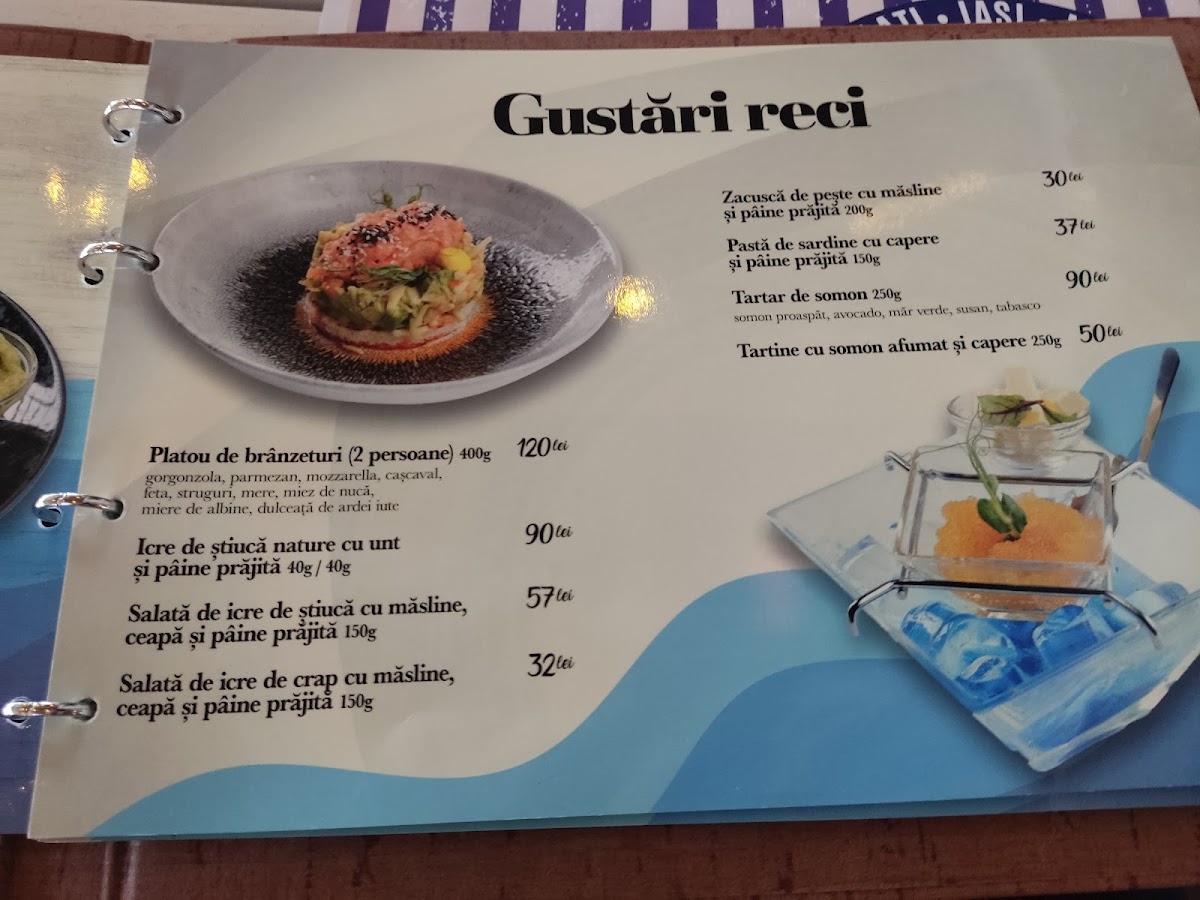 AȚI • IAȘI •
Gustări reci
Zacuscă de pește cu măsline 30 lei
și pâine prăjită 200g
Pastă de sardine cu capere 37 lei
și pâine prăjită 150g
Tartar de somon 250g 90 lei
somon proaspăt, avocado, măr verde, susan, tabasco
Tartine cu somon afumat și capere 250g 50 lei
Platou de brânzeturi (2 persoane) 400g 120 lei
gorgonzola, parmezan, mozzarella, cașcaval,
feta, struguri, mere, miez de nucă,
miere de albine, dulceață de ardei iute
Icre de știucă nature cu unt 90 lei
și pâine prăjită 40g / 40g
Salată de icre de știucă cu măsline, 57 lei
ceapă și pâine prăjită 150g
Salată de icre de crap cu măsline, 32 lei
ceapă și pâine prăjită 150g